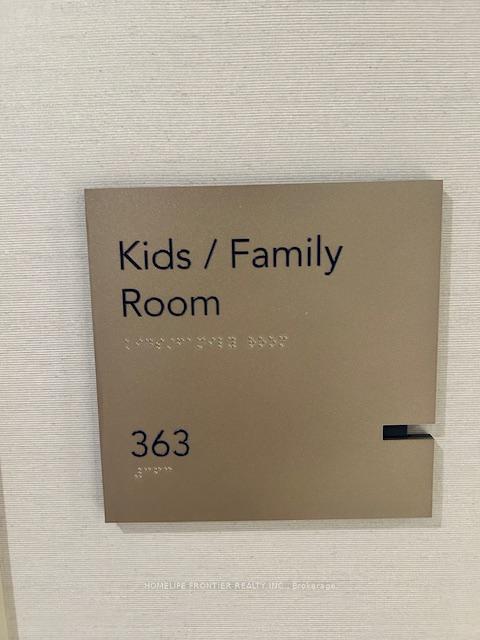 Kids / Family
Room
363
HOMELIFE FRONTIER REALTY INC., Brokerage